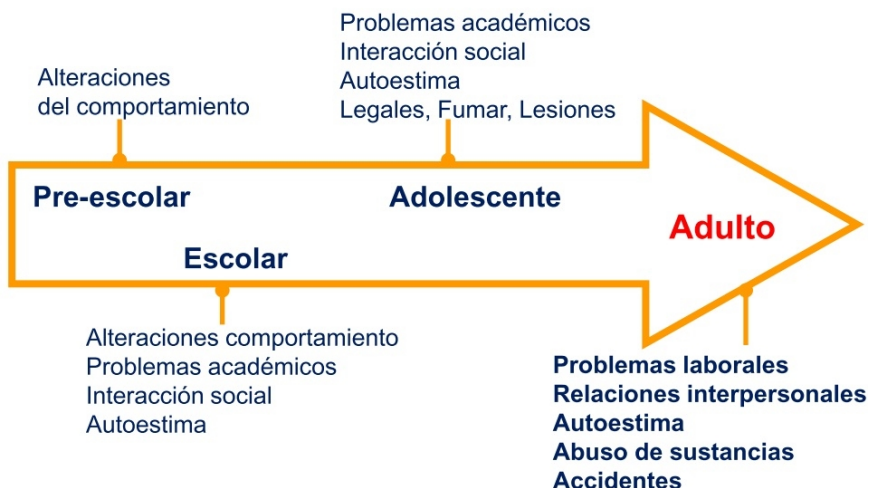 Problemas académicos
Interacción social
Autoestima
Legales, Fumar, Lesiones
Alteraciones
del comportamiento
Pre-escolar
Adolescente
Adulto
Escolar
Alteraciones comportamiento
Problemas académicos
Interacción social
Autoestima
Problemas laborales
Relaciones interpersonales
Autoestima
Abuso de sustancias
Accidentes